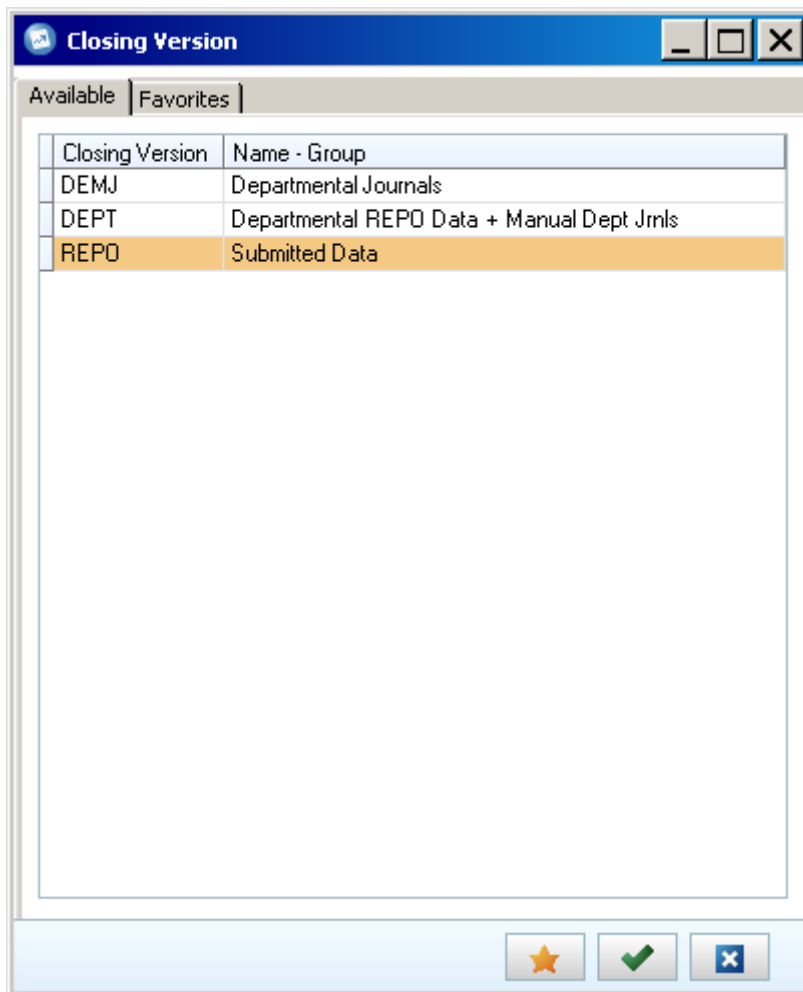 Closing Version
Available Favorites
Closing Version Name - Group
DEMJ Departmental Journals
DEPT Departmental REPO Data + Manual Dept Jrnls
REPO Submitted Data